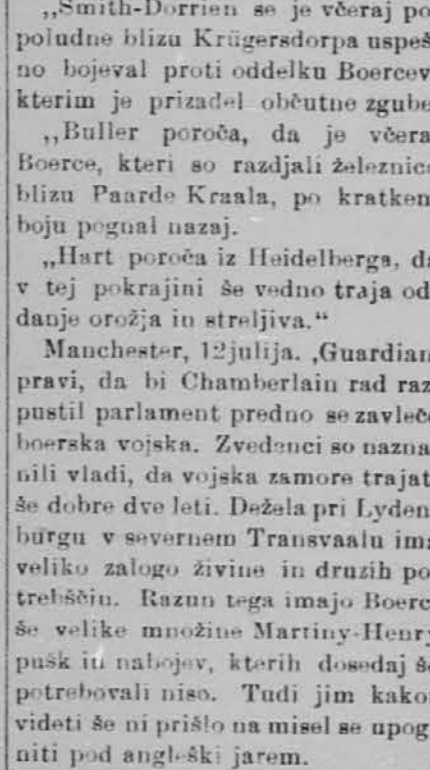 „Smith-Dorrien se je včeraj po
poludne blizu Krügersdorpa uspeš
no bojeval proti oddelku Boercev
kterim je prizadel občutne zgube
„Buller poroča, da je včera
Boerce, kteri so razdjali železnico
blizu Paarde Kraala, po kratken
boju pognal nazaj.
„Hart poroča iz Heidelberga, da
v tej pokrajini še vedno traja od
danje orožja in streljiva.“
Manchester, 12julija. ‚Guardian
pravi, da bi Chamberlain rad raz
pustil parlament predno se zavleče
boerska vojska. Zvedenci so nazna
nili vladi, da vojska zamore trajat
še dobre dve leti. Dežela pri Lyden
burgu v severnem Transvaalu ima
veliko zalogo živine in druzih po
trebščin. Razun tega imajo Boerc
še velike množine Martiny-Henry
pušk in nabojev, kterih dosedaj še
potrebovali niso. Tudi jim kakor
videti še ni prišlo na misel se upog
niti pod angleški jarem.